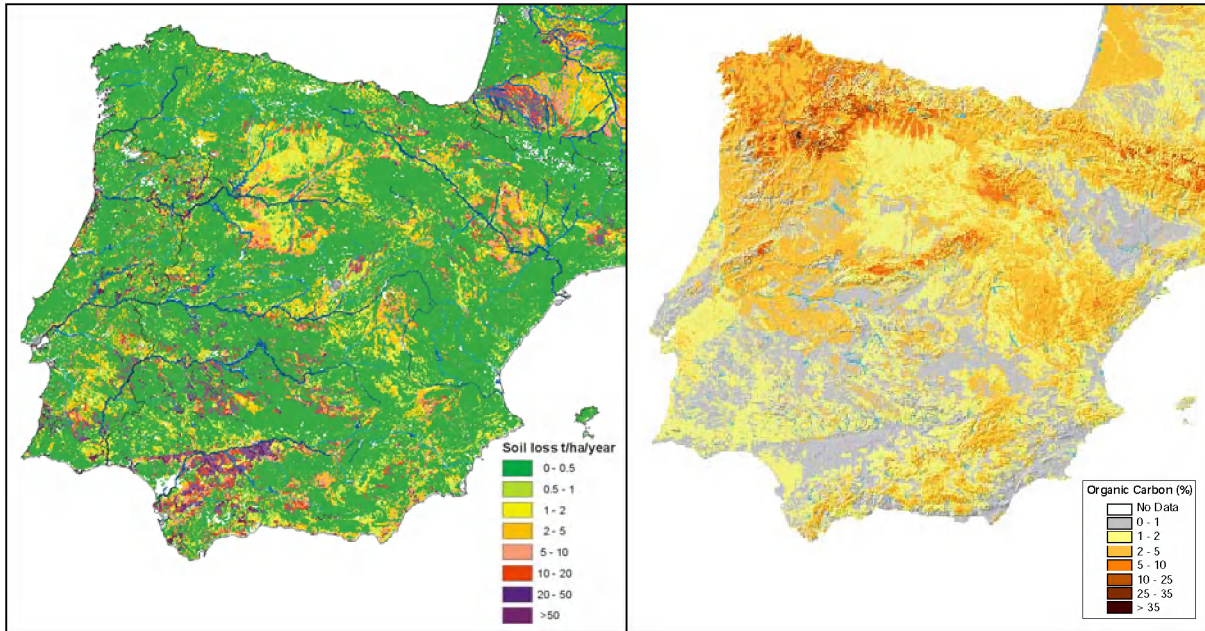 Soil loss t/ha/year
0 - 0.5
0.5 - 1
1 - 2
2 - 5
5 - 10
10 - 20
20 - 50
>50
Organic Carbon (%)
No Data
0 - 1
1 - 2
2 - 5
5 - 10
10 - 25
25 - 35
> 35